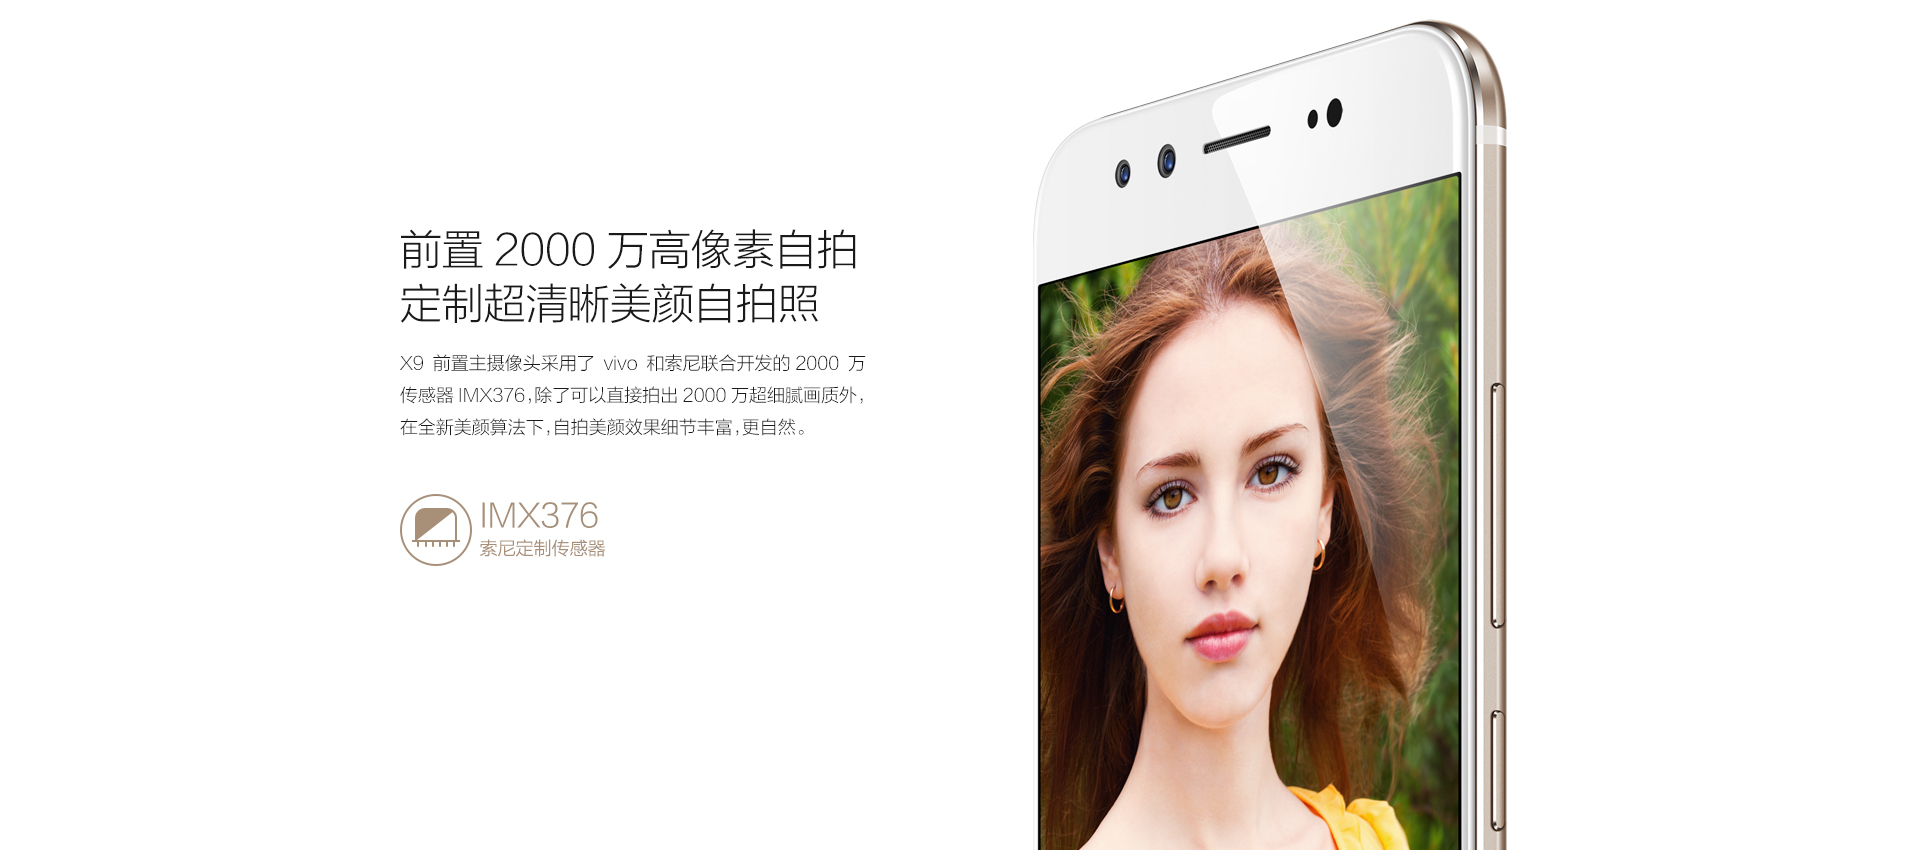 前置 2000 万高像素自拍
定制超清晰美颜自拍照
X9 前置主摄像头采用了 vivo 和索尼联合开发的 2000 万
传感器 IMX376,除了可以直接拍出 2000 万超细腻画质外,
在全新美颜算法下,自拍美颜效果细节丰富,更自然。
IMX376
索尼定制传感器